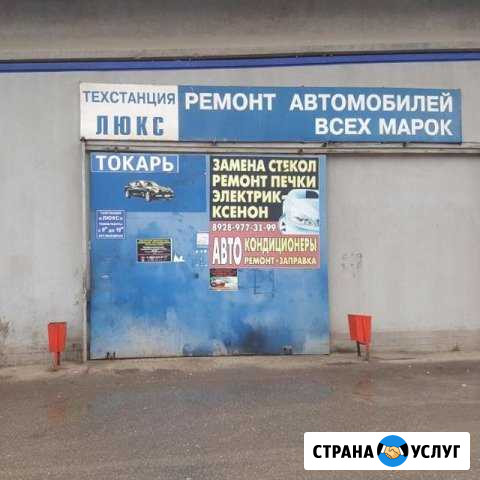 ТЕХСТАНЦИЯ
ЛЮКС
РЕМОНТ АВТОМОБИЛЕЙ
ВСЕХ МАРОК
ТОКАРЬ
ЗАМЕНА СТЕКОЛ
РЕМОНТ ПЕЧКИ
ЭЛЕКТРИК-
КСЕНОН
8928-977-31-99
АВТО КОНДИЦИОНЕРЫ
РЕМОНТ-ЗАПРАВКА
"ЛЮКС"
СТРАНА УСЛУГ